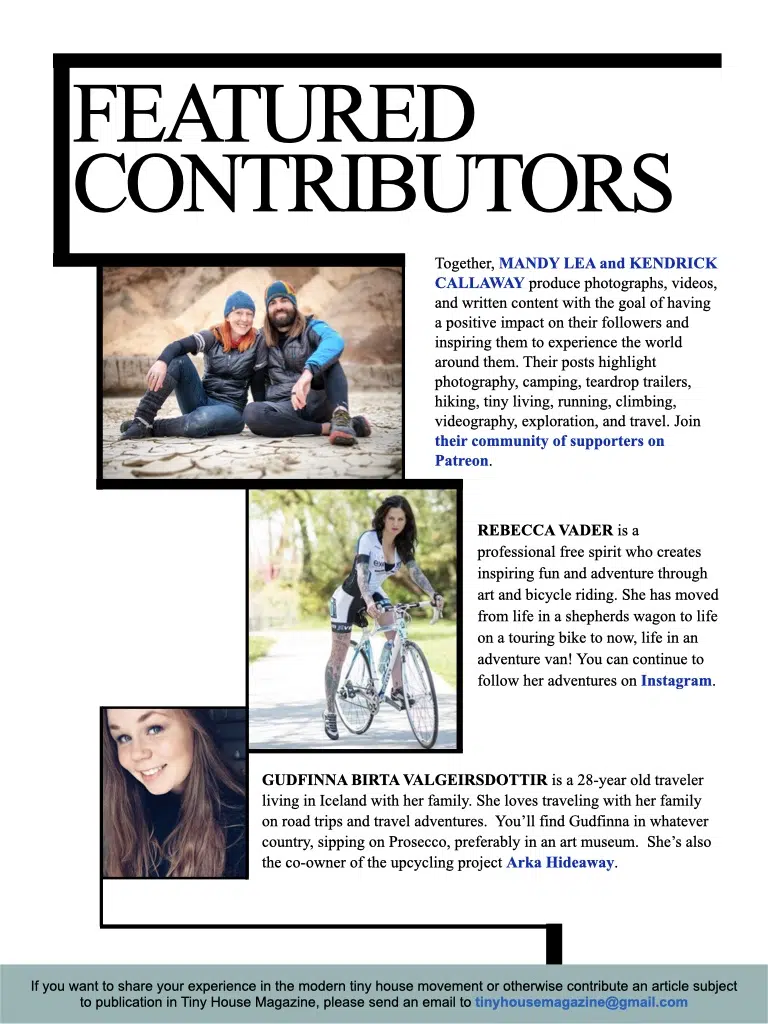 FEATURED
CONTRIBUTORS
Together, MANDY LEA and KENDRICK
CALLAWAY produce photographs, videos,
and written content with the goal of having
a positive impact on their followers and
inspiring them to experience the world
around them. Their posts highlight
photography, camping, teardrop trailers,
hiking, tiny living, running, climbing,
videography, exploration, and travel. Join
their community of supporters on
Patreon.
REBECCA VADER is a
professional free spirit who creates
inspiring fun and adventure through
art and bicycle riding. She has moved
from life in a shepherds wagon to life
on a touring bike to now, life in an
adventure van! You can continue to
follow her adventures on Instagram.
GUDFINNA BIRTA VALGEIRSDOTTIR is a 28-year old traveler
living in Iceland with her family. She loves traveling with her family
on road trips and travel adventures.  You’ll find Gudfinna in whatever
country, sipping on Prosecco, preferably in an art museum.  She’s also
the co-owner of the upcycling project Arka Hideaway.
If you want to share your experience in the modern tiny house movement or otherwise contribute an article subject
to publication in Tiny House Magazine, please send an email to tinyhousemagazine@gmail.com